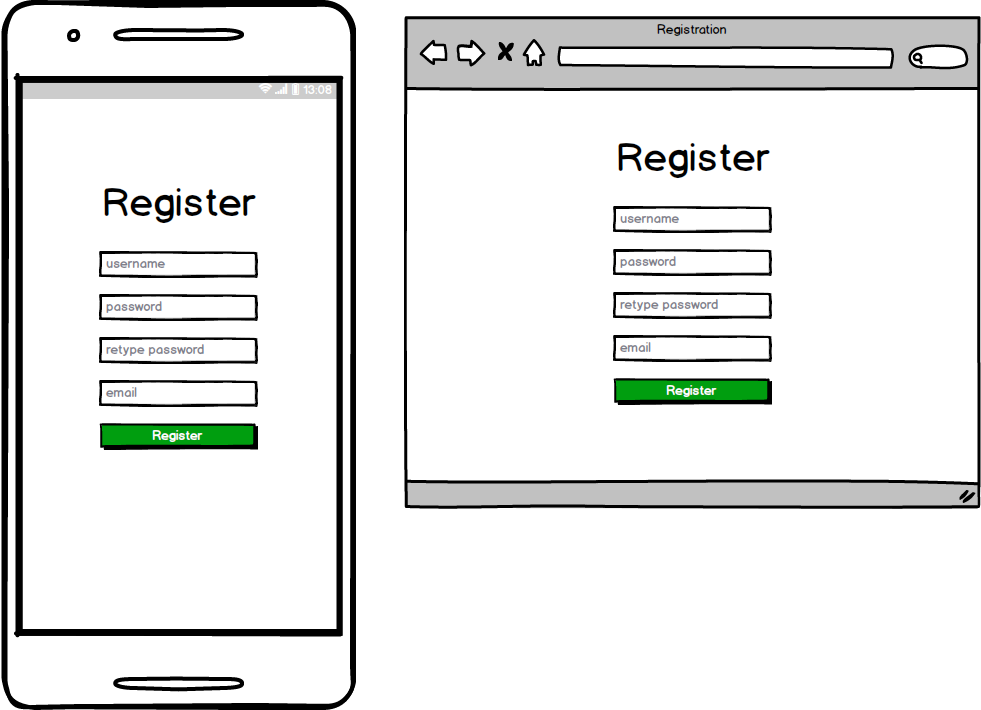 13:08
Register
username
password
retype password
email
Register
Registration
Register
username
password
retype password
email
Register